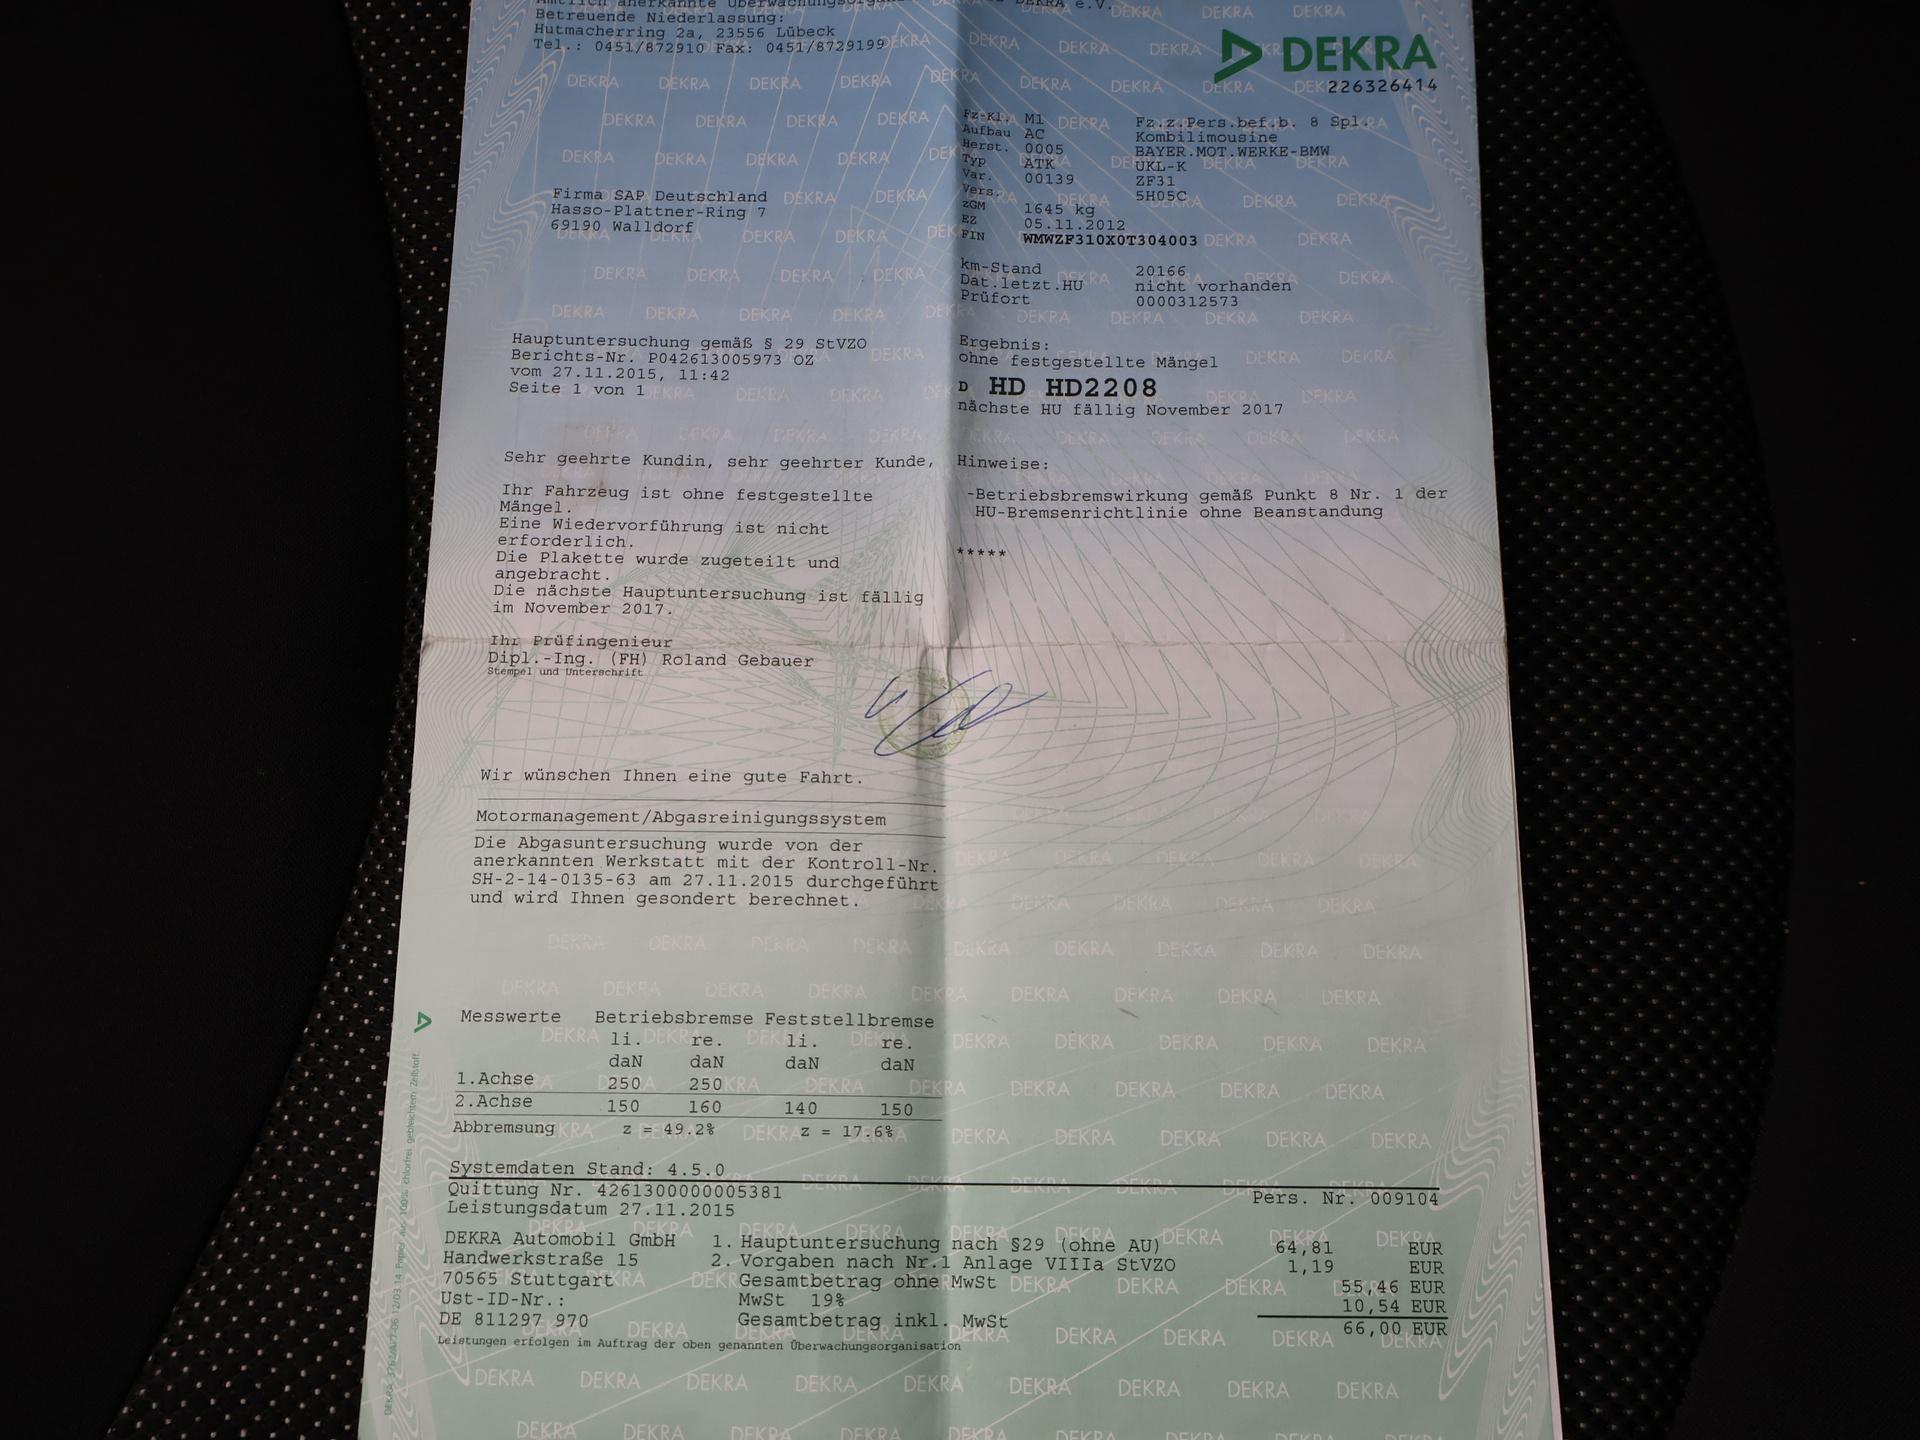 Amtlich anerkannte Überwachungsorgan DEKRA e.V.
Betreuende Niederlassung:
Hutmacherring 2a, 23556 Lübeck
Tel.: 0451/872910 Fax: 0451/8729199
DEKRA
226326414
Fz-Kl. M1 Fz.z.Pers.bef.b. 8 Spl.
Aufbau AC Kombilimousine
Herst. 0005 BAYER.MOT.WERKE-BMW
Typ ATK UKL-K
Var. 00139 ZF31
Vers. 5H05C
zGM 1645 kg
EZ 05.11.2012
FIN WMWZF310X0T304003
Firma SAP Deutschland
Hasso-Plattner-Ring 7
69190 Walldorf
km-Stand 20166
Dat.letzt.HU nicht vorhanden
Prüfort 0000312573
Hauptuntersuchung gemäß § 29 StVZO
Berichts-Nr. P042613005973 OZ
vom 27.11.2015, 11:42
Seite 1 von 1
Ergebnis:
ohne festgestellte Mängel
D HD HD2208
nächste HU fällig November 2017
Sehr geehrte Kundin, sehr geehrter Kunde,
Ihr Fahrzeug ist ohne festgestellte
Mängel.
Eine Wiedervorführung ist nicht
erforderlich.
Die Plakette wurde zugeteilt und
angebracht.
Die nächste Hauptuntersuchung ist fällig
im November 2017.
Hinweise:
-Betriebsbremswirkung gemäß Punkt 8 Nr. 1 der
HU-Bremsenrichtlinie ohne Beanstandung
*****
Ihr Prüfingenieur
Dipl.-Ing. (FH) Roland Gebauer
Stempel und Unterschrift
Wir wünschen Ihnen eine gute Fahrt.
Motormanagement/Abgasreinigungssystem
Die Abgasuntersuchung wurde von der
anerkannten Werkstatt mit der Kontroll-Nr.
SH-2-14-0135-63 am 27.11.2015 durchgeführt
und wird Ihnen gesondert berechnet.
Messwerte Betriebsbremse Feststellbremse
li. re. li. re.
daN daN daN daN
1.Achse 250 250
2.Achse 150 160 140 150
Abbremsung z = 49.2% z = 17.6%
Systemdaten Stand: 4.5.0
Quittung Nr. 4261300000005381 Pers. Nr. 009104
Leistungsdatum 27.11.2015
DEKRA Automobil GmbH 1. Hauptuntersuchung nach §29 (ohne AU) 64,81 EUR
Handwerkstraße 15 2. Vorgaben nach Nr.1 Anlage VIIIa StVZO 1,19 EUR
70565 Stuttgart Gesamtbetrag ohne MwSt 55,46 EUR
Ust-ID-Nr.: MwSt 19% 10,54 EUR
DE 811297 970 Gesamtbetrag inkl. MwSt 66,00 EUR
Leistungen erfolgen im Auftrag der oben genannten Überwachungsorganisation